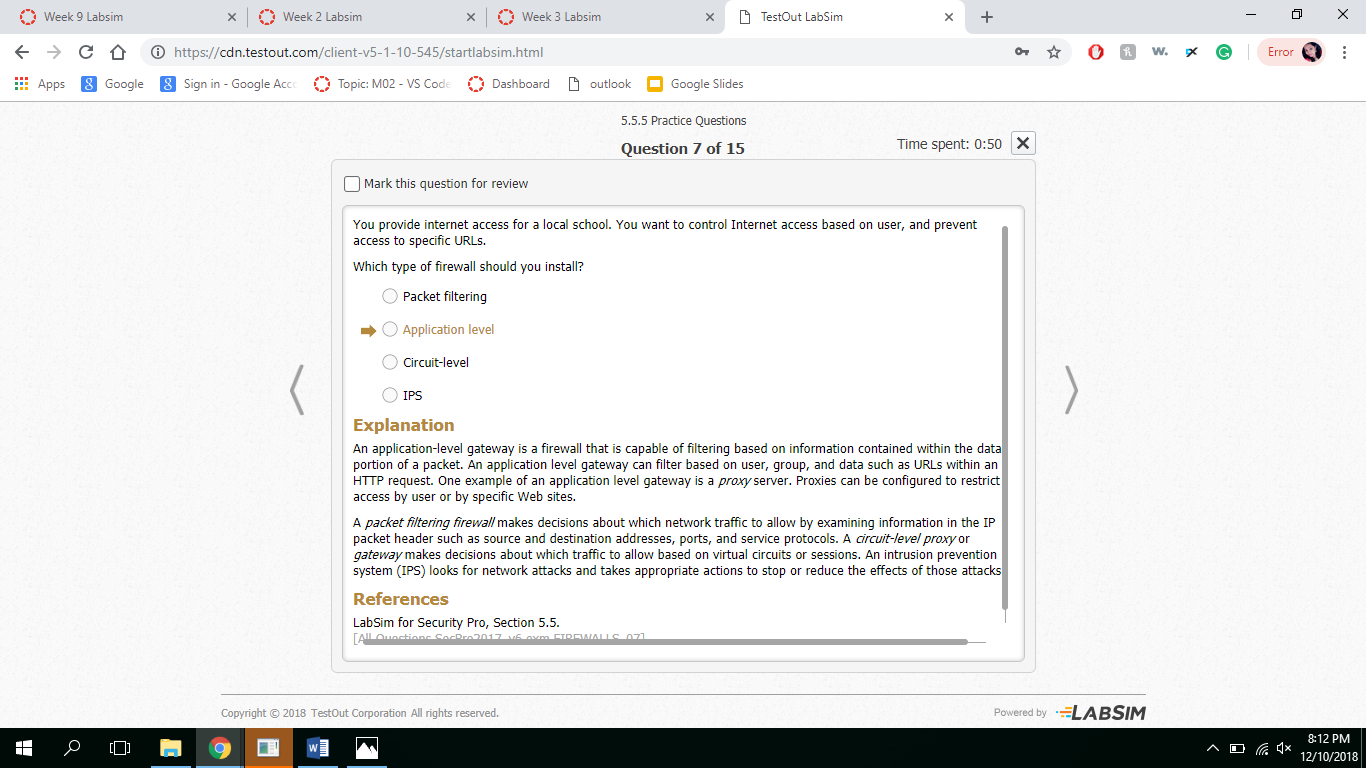 Week 9 Labsim
Week 2 Labsim
Week 3 Labsim
TestOut LabSim
https://cdn.testout.com/client-v5-1-10-545/startlabsim.html
Error
Apps
Google
Sign in - Google Acc
Topic: M02 - VS Code
Dashboard
outlook
Google Slides
5.5.5 Practice Questions
Question 7 of 15
Time spent: 0:50
Mark this question for review
You provide internet access for a local school. You want to control Internet access based on user, and prevent
access to specific URLs.
Which type of firewall should you install?
Packet filtering
Application level
Circuit-level
IPS
Explanation
An application-level gateway is a firewall that is capable of filtering based on information contained within the data
portion of a packet. An application level gateway can filter based on user, group, and data such as URLs within an
HTTP request. One example of an application level gateway is a proxy server. Proxies can be configured to restrict
access by user or by specific Web sites.
A packet filtering firewall makes decisions about which network traffic to allow by examining information in the IP
packet header such as source and destination addresses, ports, and service protocols. A circuit-level proxy or
gateway makes decisions about which traffic to allow based on virtual circuits or sessions. An intrusion prevention
system (IPS) looks for network attacks and takes appropriate actions to stop or reduce the effects of those attacks
References
LabSim for Security Pro, Section 5.5.
[All Questions SecPro2017_v6.exm FIREWALLS_07]
Copyright © 2018 TestOut Corporation All rights reserved.
Powered by LABSIM
8:12 PM
12/10/2018